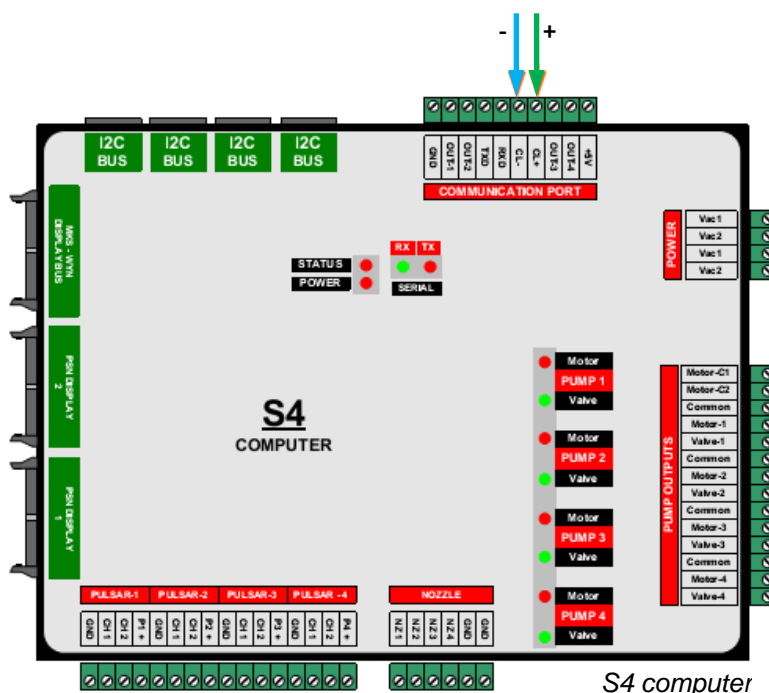 - +
I2C BUS
I2C BUS
I2C BUS
I2C BUS
GND
OUT-1
OUT-2
TXD
RXD
CL-
CL+
OUT-3
OUT-4
+5V
COMMUNICATION PORT
MKS - WYN
DISPLAY BUS
PSN DISPLAY
2
PSN DISPLAY
1
RX TX
STATUS
POWER
SERIAL
POWER
Vac1
Vac2
Vac1
Vac2
S4
COMPUTER
Motor
PUMP 1
Valve
Motor
PUMP 2
Valve
Motor
PUMP 3
Valve
Motor
PUMP 4
Valve
PUMP OUTPUTS
Motor-C1
Motor-C2
Common
Motor-1
Valve-1
Common
Motor-2
Valve-2
Common
Motor-3
Valve-3
Common
Motor-4
Valve-4
PULSAR-1 PULSAR-2 PULSAR-3 PULSAR -4
GND
CH 1
CH 2
P1 +
GND
CH 1
CH 2
P2 +
GND
CH 1
CH 2
P3 +
GND
CH 1
CH 2
P4 +
NOZZLE
NZ 1
NZ 2
NZ 3
NZ 4
GND
GND
S4 computer